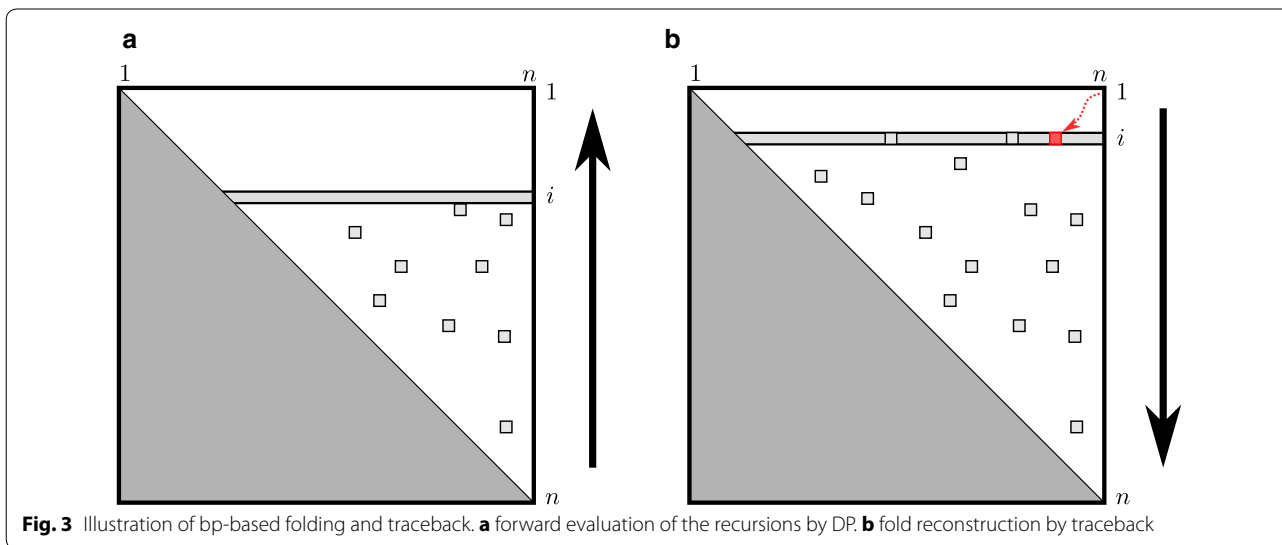 a
b
1
n
1
n
1
1
i
i
n
n
Fig. 3 Illustration of bp-based folding and traceback. a forward evaluation of the recursions by DP. b fold reconstruction by traceback